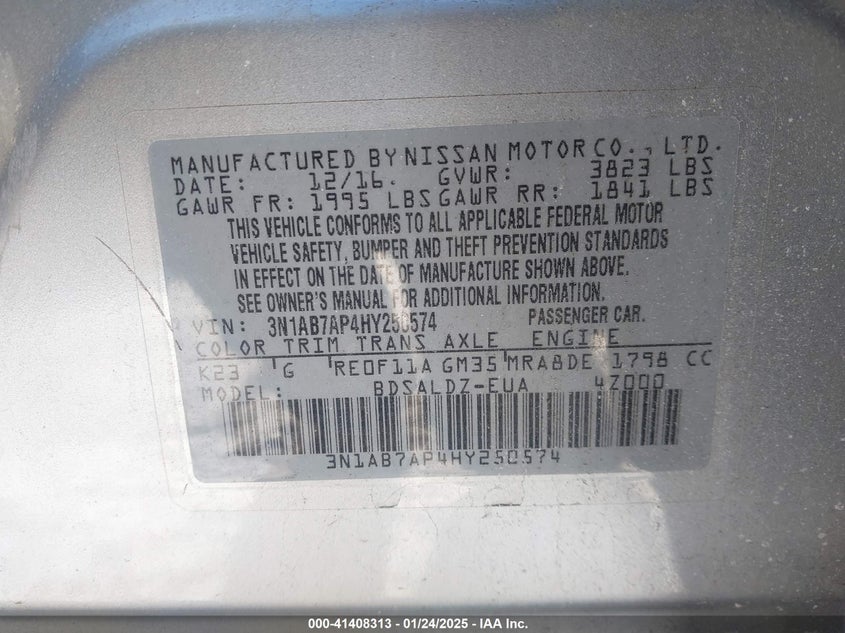 MANUFACTURED BY NISSAN MOTOR CO., LTD.
DATE: 12/16. GVWR: 3823 LBS
GAWR FR: 1995 LBS GAWR RR: 1841 LBS
THIS VEHICLE CONFORMS TO ALL APPLICABLE FEDERAL MOTOR
VEHICLE SAFETY, BUMPER AND THEFT PREVENTION STANDARDS
IN EFFECT ON THE DATE OF MANUFACTURE SHOWN ABOVE.
SEE OWNER'S MANUAL FOR ADDITIONAL INFORMATION.
VIN: 3N1AB7AP4HY250574 PASSENGER CAR.
COLOR TRIM TRANS AXLE ENGINE
K23 G RE0F11A GM35 MRA8DE 1798 CC
MODEL: BDSALDZ-EUA 4Z000
3N1AB7AP4HY250574
000-41408313 - 01/24/2025 - IAA Inc.